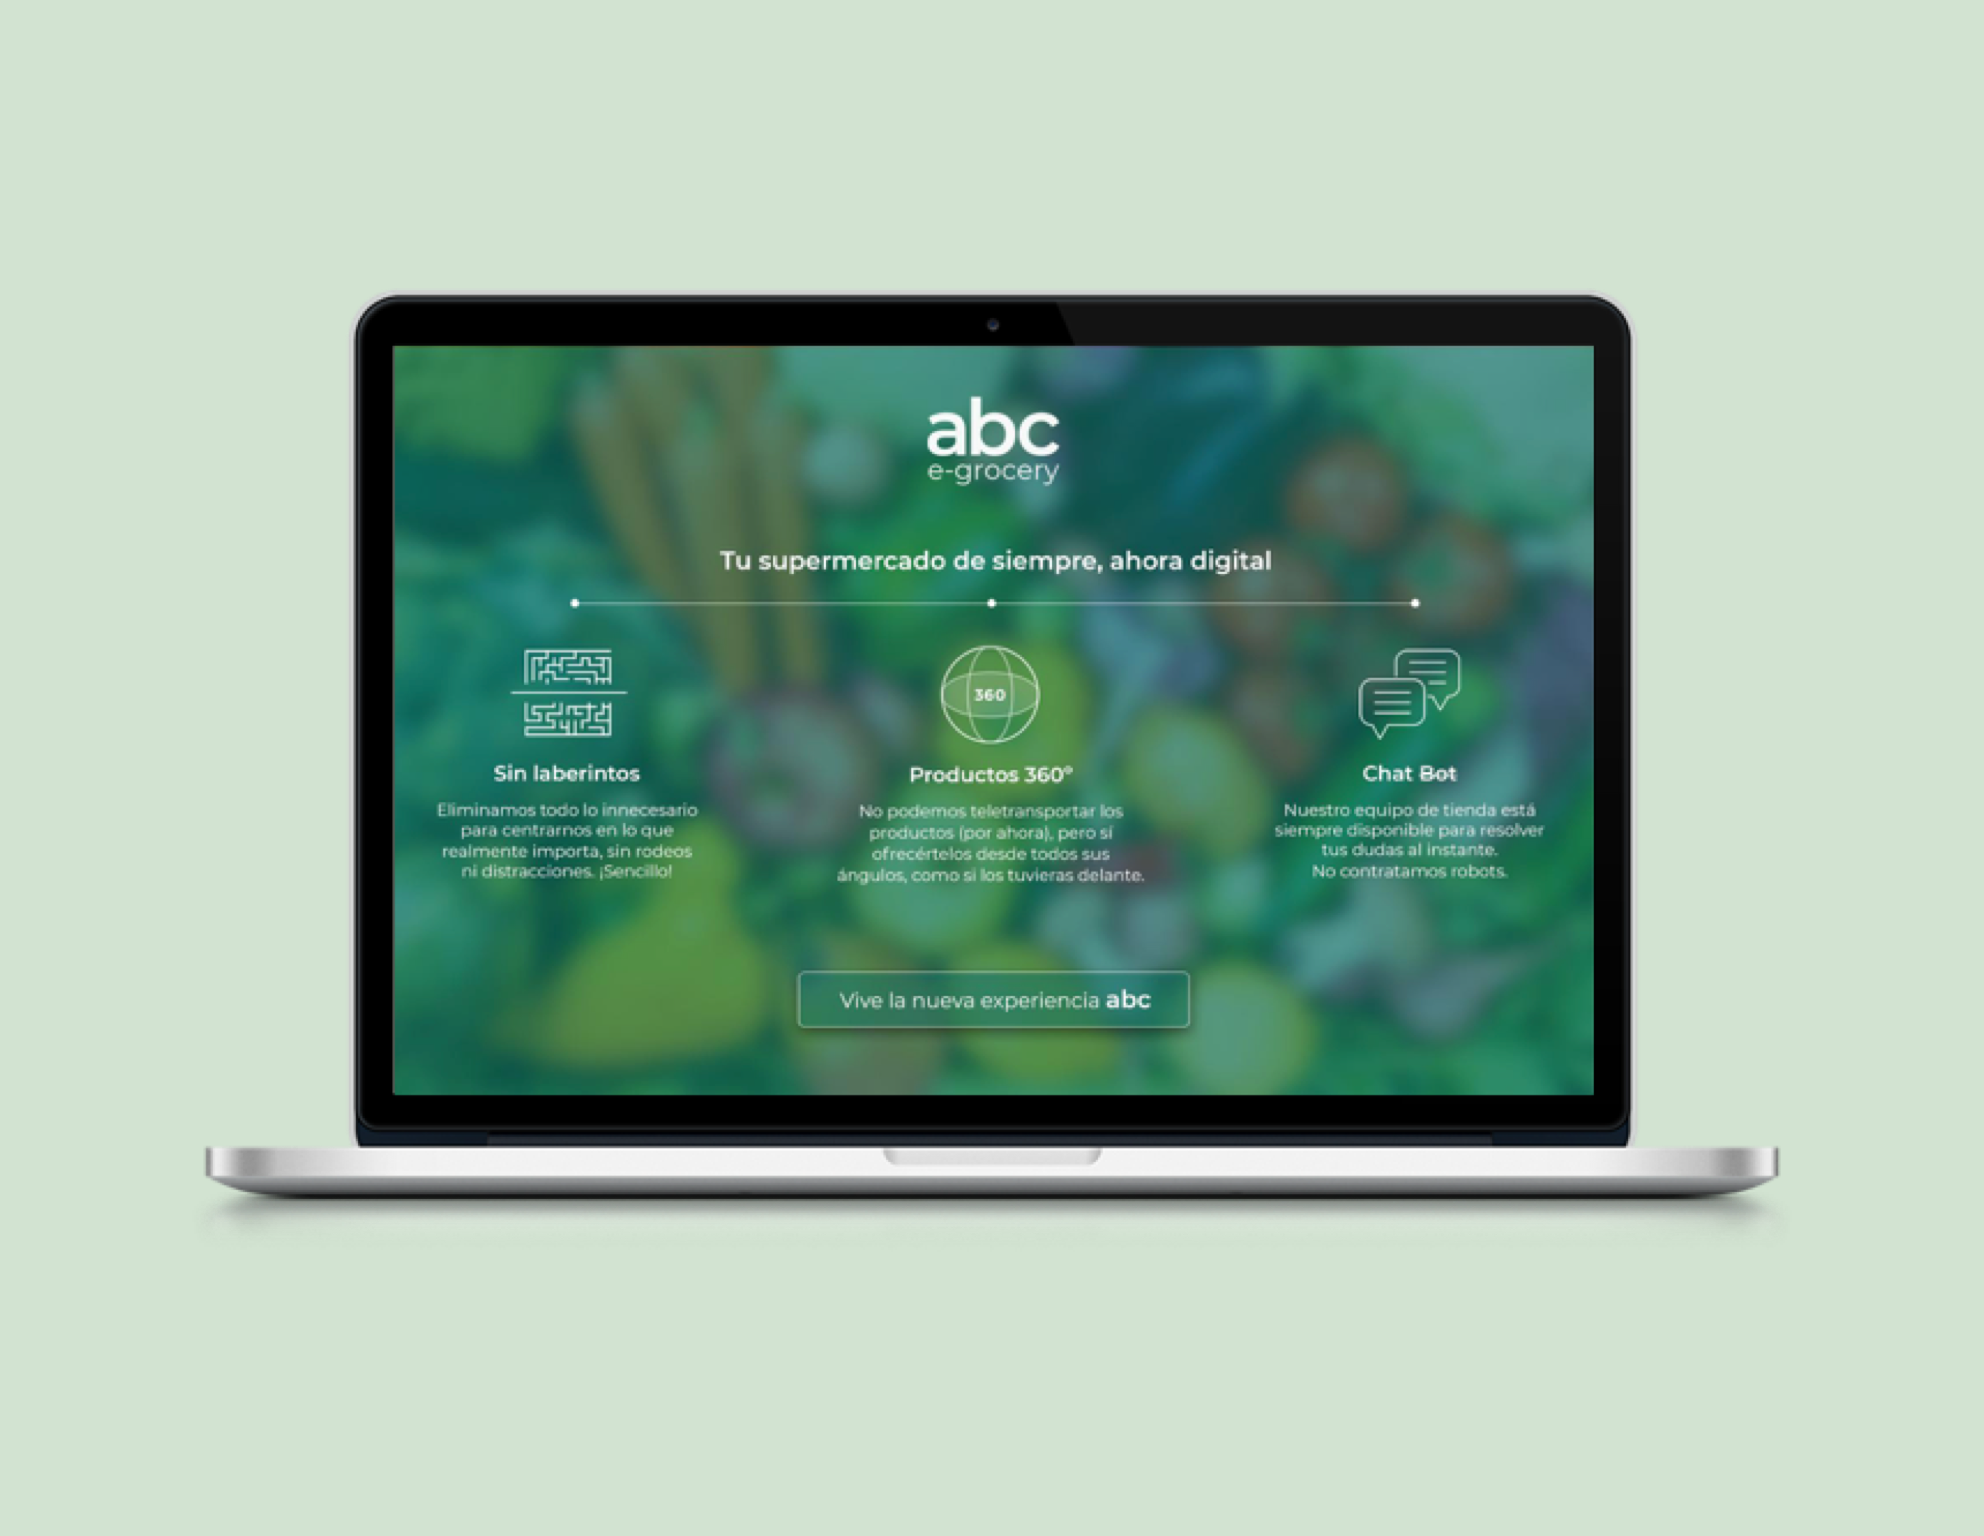 abc
e-grocery
Tu supermercado de siempre, ahora digital
360
Sin laberintos
Eliminamos todo lo innecesario
para centrarnos en lo que
realmente importa, sin rodeos
ni distracciones. ¡Sencillo!
Productos 360º
No podemos teletransportar los
productos (por ahora), pero sí
ofrecértelos desde todos sus
ángulos, como si los tuvieras delante.
Chat Bot
Nuestro equipo de tienda está
siempre disponible para resolver
tus dudas al instante.
No contratamos robots.
Vive la nueva experiencia abc